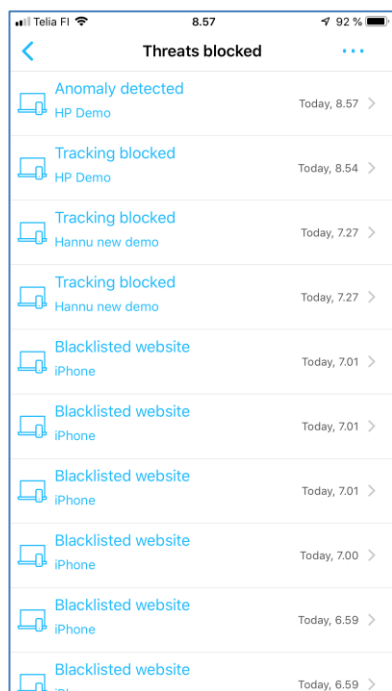 Telia FI 8.57 92 %
Threats blocked
Anomaly detected
HP Demo
Today, 8.57
Tracking blocked
HP Demo
Today, 8.54
Tracking blocked
Hannu new demo
Today, 7.27
Tracking blocked
Hannu new demo
Today, 7.27
Blacklisted website
iPhone
Today, 7.01
Blacklisted website
iPhone
Today, 7.01
Blacklisted website
iPhone
Today, 7.01
Blacklisted website
iPhone
Today, 7.00
Blacklisted website
iPhone
Today, 6.59
Blacklisted website
Today, 6.59